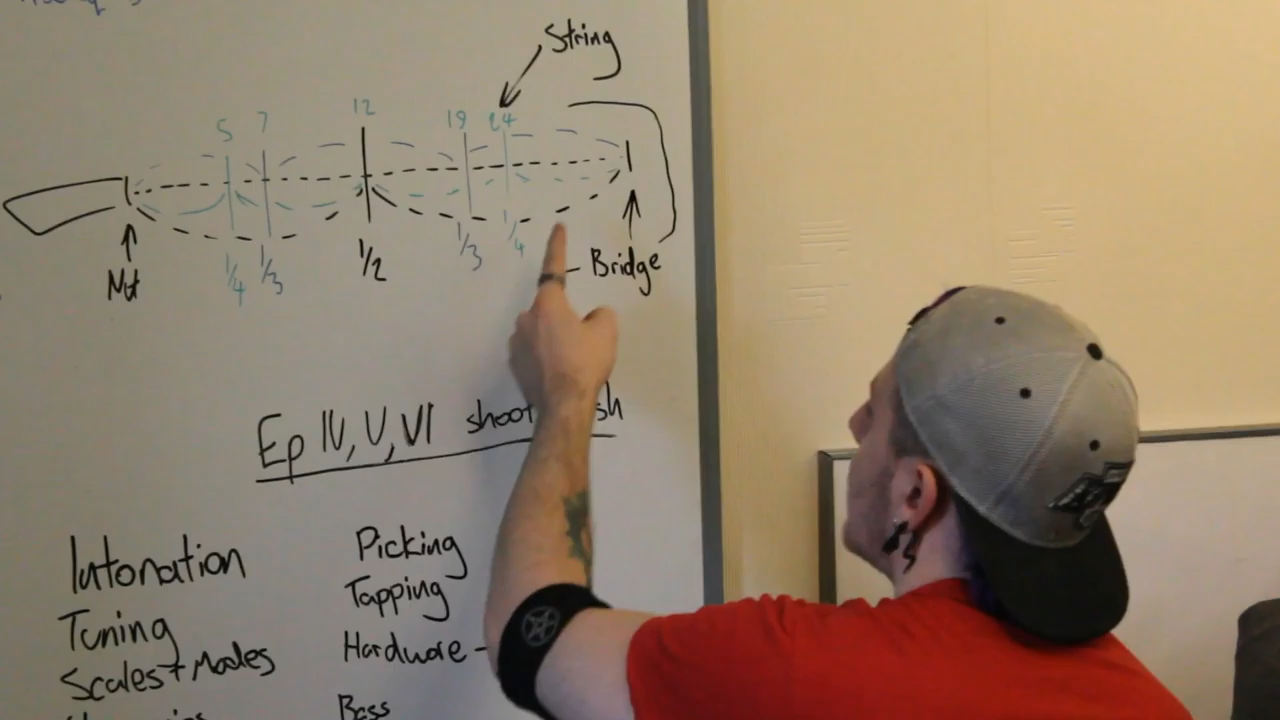 String
5 7 12 19 24
1/4 1/3 1/2 1/3 1/4
Nut
Bridge
Ep IV, V, VI shoot
Intonation
Tuning
Scales + Modes
Picking
Tapping
Hardware -
Bass